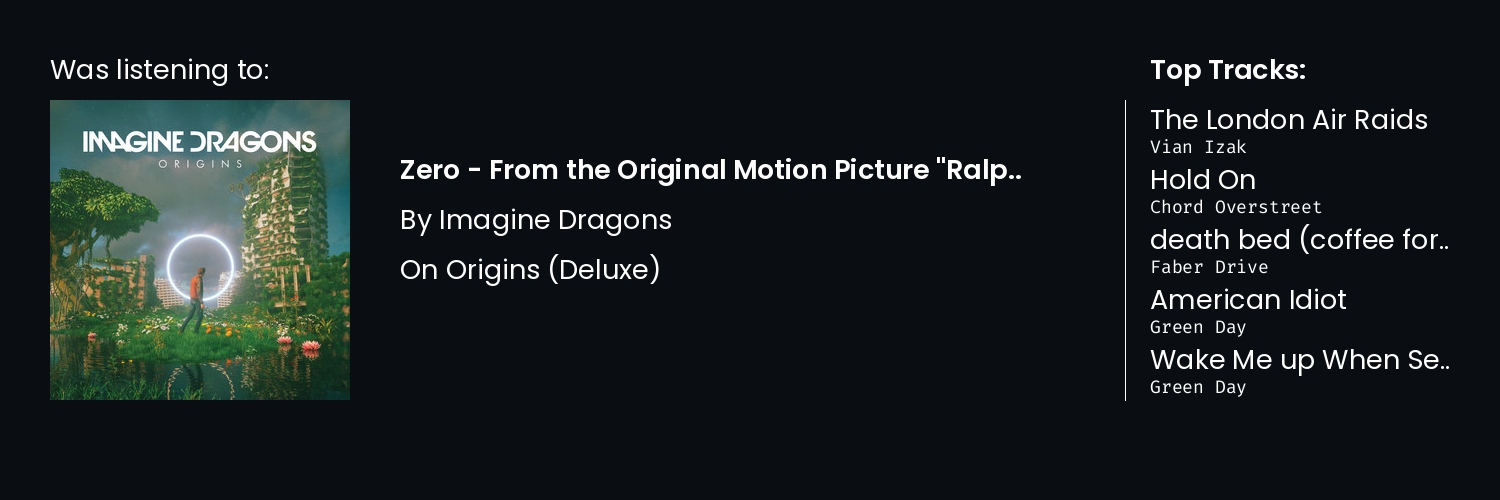 Was listening to:
IMAGINE DRAGONS
ORIGINS
Zero - From the Original Motion Picture "Ralp..
By Imagine Dragons
On Origins (Deluxe)
Top Tracks:
The London Air Raids
Vian Izak
Hold On
Chord Overstreet
death bed (coffee for..
Faber Drive
American Idiot
Green Day
Wake Me up When Se..
Green Day